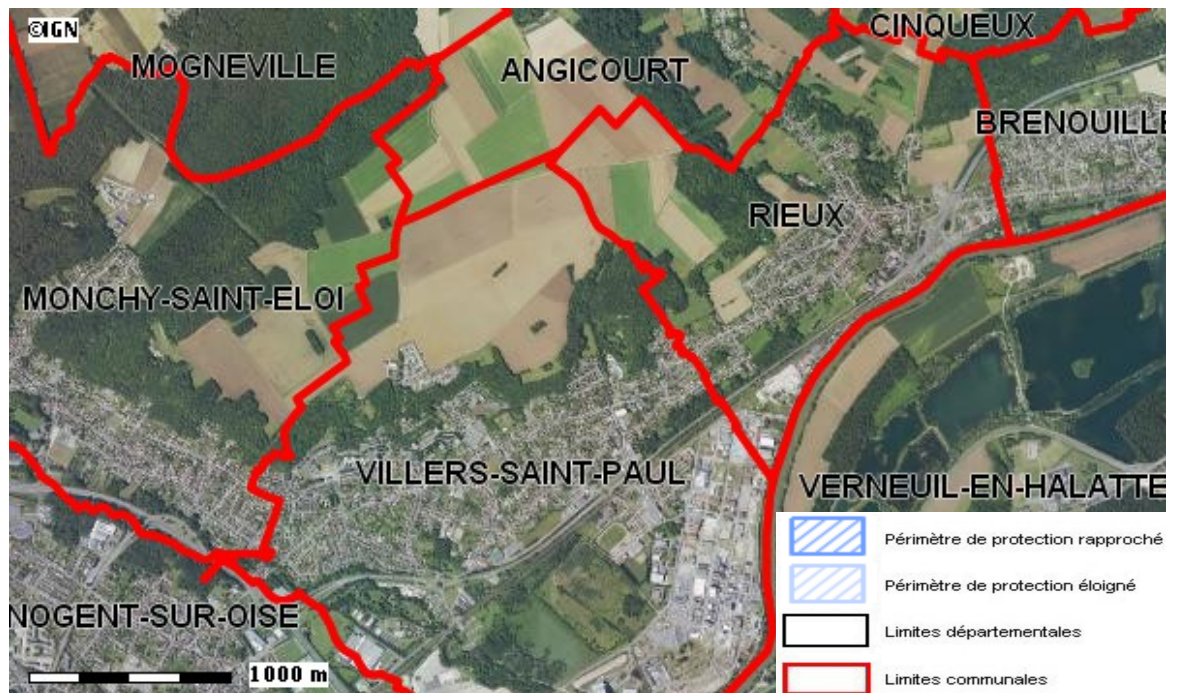 ©IGN
CINQUEUX
MOGNEVILLE
ANGICOURT
BRENOUILLE
RIEUX
MONCHY-SAINT-ELOI
VILLERS-SAINT-PAUL
VERNEUIL-EN-HALATTE
NOGENT-SUR-OISE
1000 m
Périmètre de protection rapproché
Périmètre de protection éloigné
Limites départementales
Limites communales